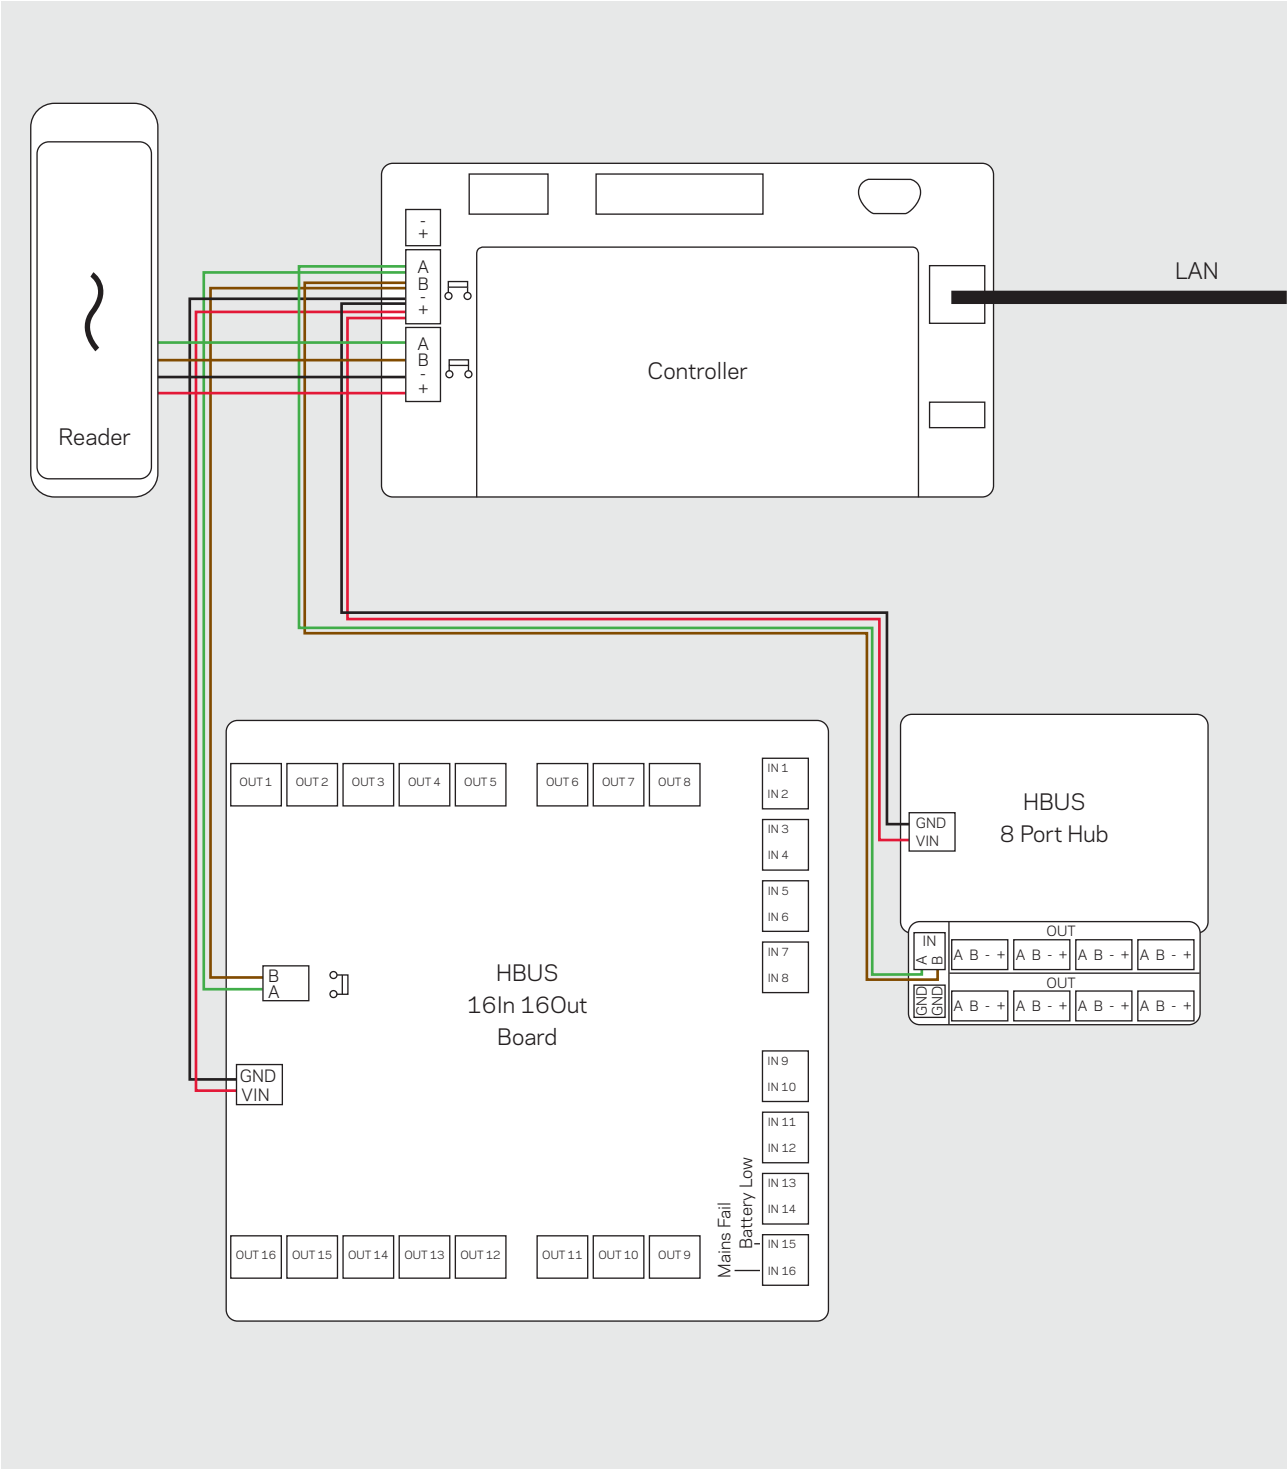 LAN
-
+
A
B
-
+
A
B
-
+
Controller
Reader
OUT 1 OUT 2 OUT 3 OUT 4 OUT 5 OUT 6 OUT 7 OUT 8
IN 1
IN 2
IN 3
IN 4
IN 5
IN 6
IN 7
IN 8
HBUS
8 Port Hub
GND
VIN
IN
A B
OUT
A B - + A B - + A B - + A B - +
OUT
GND GND
A B - + A B - + A B - + A B - +
B
A
HBUS
16In 16Out
Board
GND
VIN
IN 9
IN 10
IN 11
IN 12
IN 13
IN 14
IN 15
IN 16
Mains Fail
Battery Low
OUT 16 OUT 15 OUT 14 OUT 13 OUT 12 OUT 11 OUT 10 OUT 9